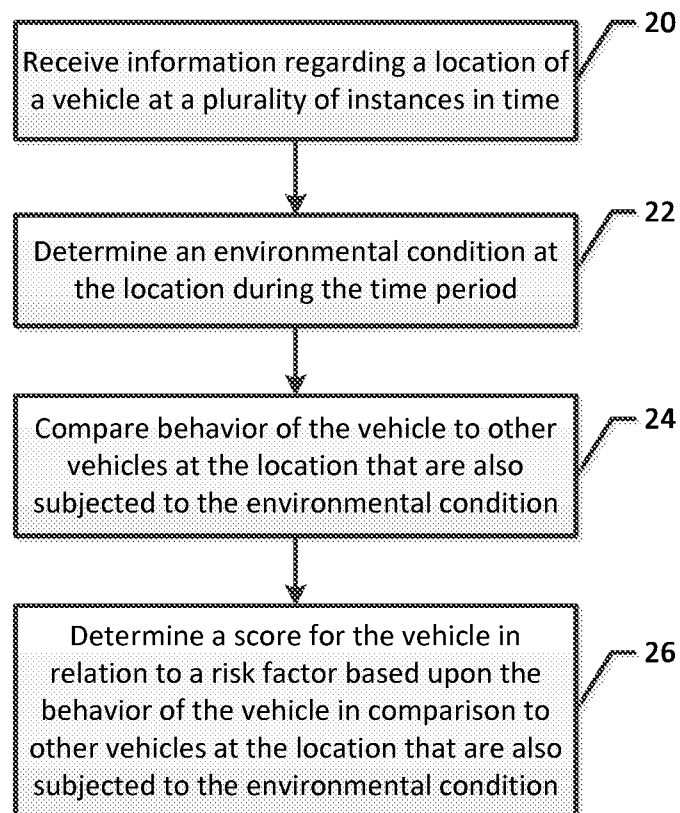 20
Receive information regarding a location of
a vehicle at a plurality of instances in time
22
Determine an environmental condition at
the location during the time period
24
Compare behavior of the vehicle to other
vehicles at the location that are also
subjected to the environmental condition
26
Determine a score for the vehicle in
relation to a risk factor based upon the
behavior of the vehicle in comparison to
other vehicles at the location that are also
subjected to the environmental condition